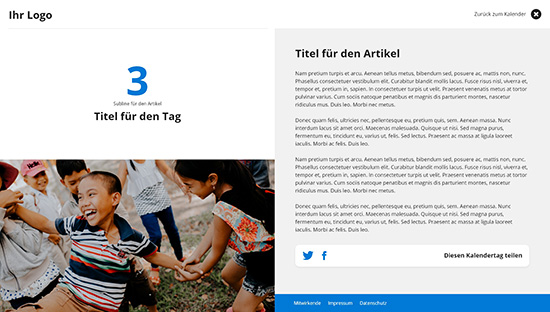 Ihr Logo
Zurück zum Kalender
3
Subline für den Artikel
Titel für den Tag
Titel für den Artikel
Nam pretium turpis et arcu. Aenean tellus metus, bibendum sed, posuere ac, mattis non, nunc.
Phasellus consectetuer vestibulum elit. Curabitur blandit mollis lacus. Fusce risus nisl, viverra et,
tempor et, pretium in, sapien. In consectetuer turpis ut velit. Praesent venenatis metus at tortor
pulvinar varius. Cum sociis natoque penatibus et magnis dis parturient montes, nascetur
ridiculus mus. Duis leo. Morbi nec metus.
Donec quam felis, ultricies nec, pellentesque eu, pretium quis, sem. Aenean massa. Nunc
interdum lacus sit amet orci. Maecenas malesuada. Quisque ut nisi. Sed magna purus,
fermentum eu, tincidunt eu, varius ut, felis. Sed lectus. Praesent ac massa at ligula laoreet
iaculis. Morbi ac felis. Duis leo.
Nam pretium turpis et arcu. Aenean tellus metus, bibendum sed, posuere ac, mattis non, nunc.
Phasellus consectetuer vestibulum elit. Curabitur blandit mollis lacus. Fusce risus nisl, viverra et,
tempor et, pretium in, sapien. In consectetuer turpis ut velit. Praesent venenatis metus at tortor
pulvinar varius. Cum sociis natoque penatibus et magnis dis parturient montes, nascetur
ridiculus mus. Duis leo. Morbi nec metus.
Donec quam felis, ultricies nec, pellentesque eu, pretium quis, sem. Aenean massa. Nunc
interdum lacus sit amet orci. Maecenas malesuada. Quisque ut nisi. Sed magna purus,
fermentum eu, tincidunt eu, varius ut, felis. Sed lectus. Praesent ac massa at ligula laoreet
iaculis. Morbi ac felis. Duis leo.
Diesen Kalendertag teilen
Mitwirkende Impressum Datenschutz